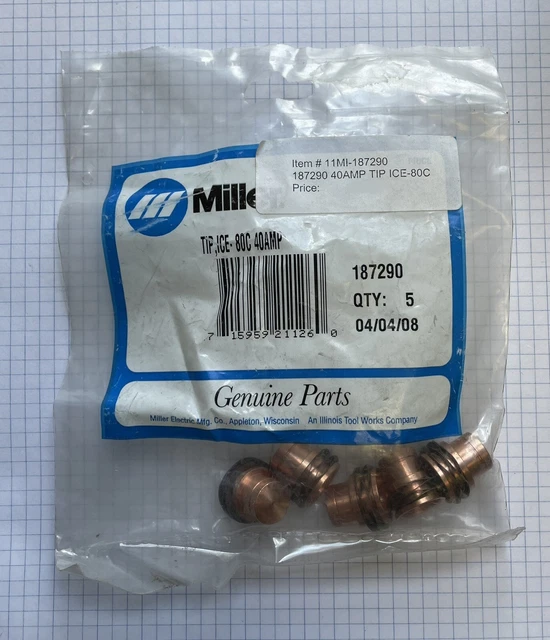 Item # 11MI-187290
187290 40AMP TIP ICE-80C
Price:
Mille
TIP,ICE- 80C 40AMP
187290
QTY: 5
04/04/08
7 15959 21126 0
Genuine Parts
Miller Electric Mfg. Co., Appleton, Wisconsin An Illinois Tool Works Company